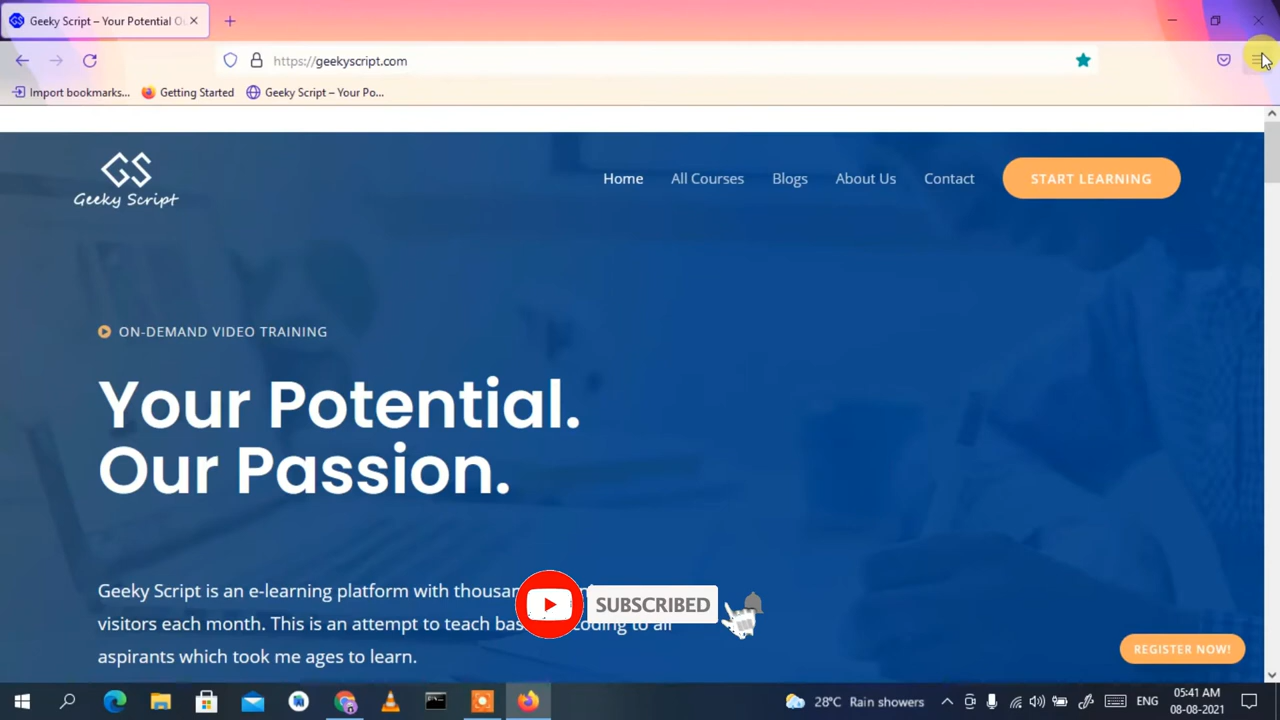 Geeky Script – Your Potential O
https://geekyscript.com
Import bookmarks...
Getting Started
Geeky Script – Your Po...
GS
Geeky Script
Home
All Courses
Blogs
About Us
Contact
START LEARNING
ON-DEMAND VIDEO TRAINING
Your Potential.
Our Passion.
Geeky Script is an e-learning platform with
visitors each month. This is an attempt to teach to all
aspirants which took me ages to learn.
SUBSCRIBED
REGISTER NOW!
28°C Rain showers
ENG
05:41 AM
08-08-2021